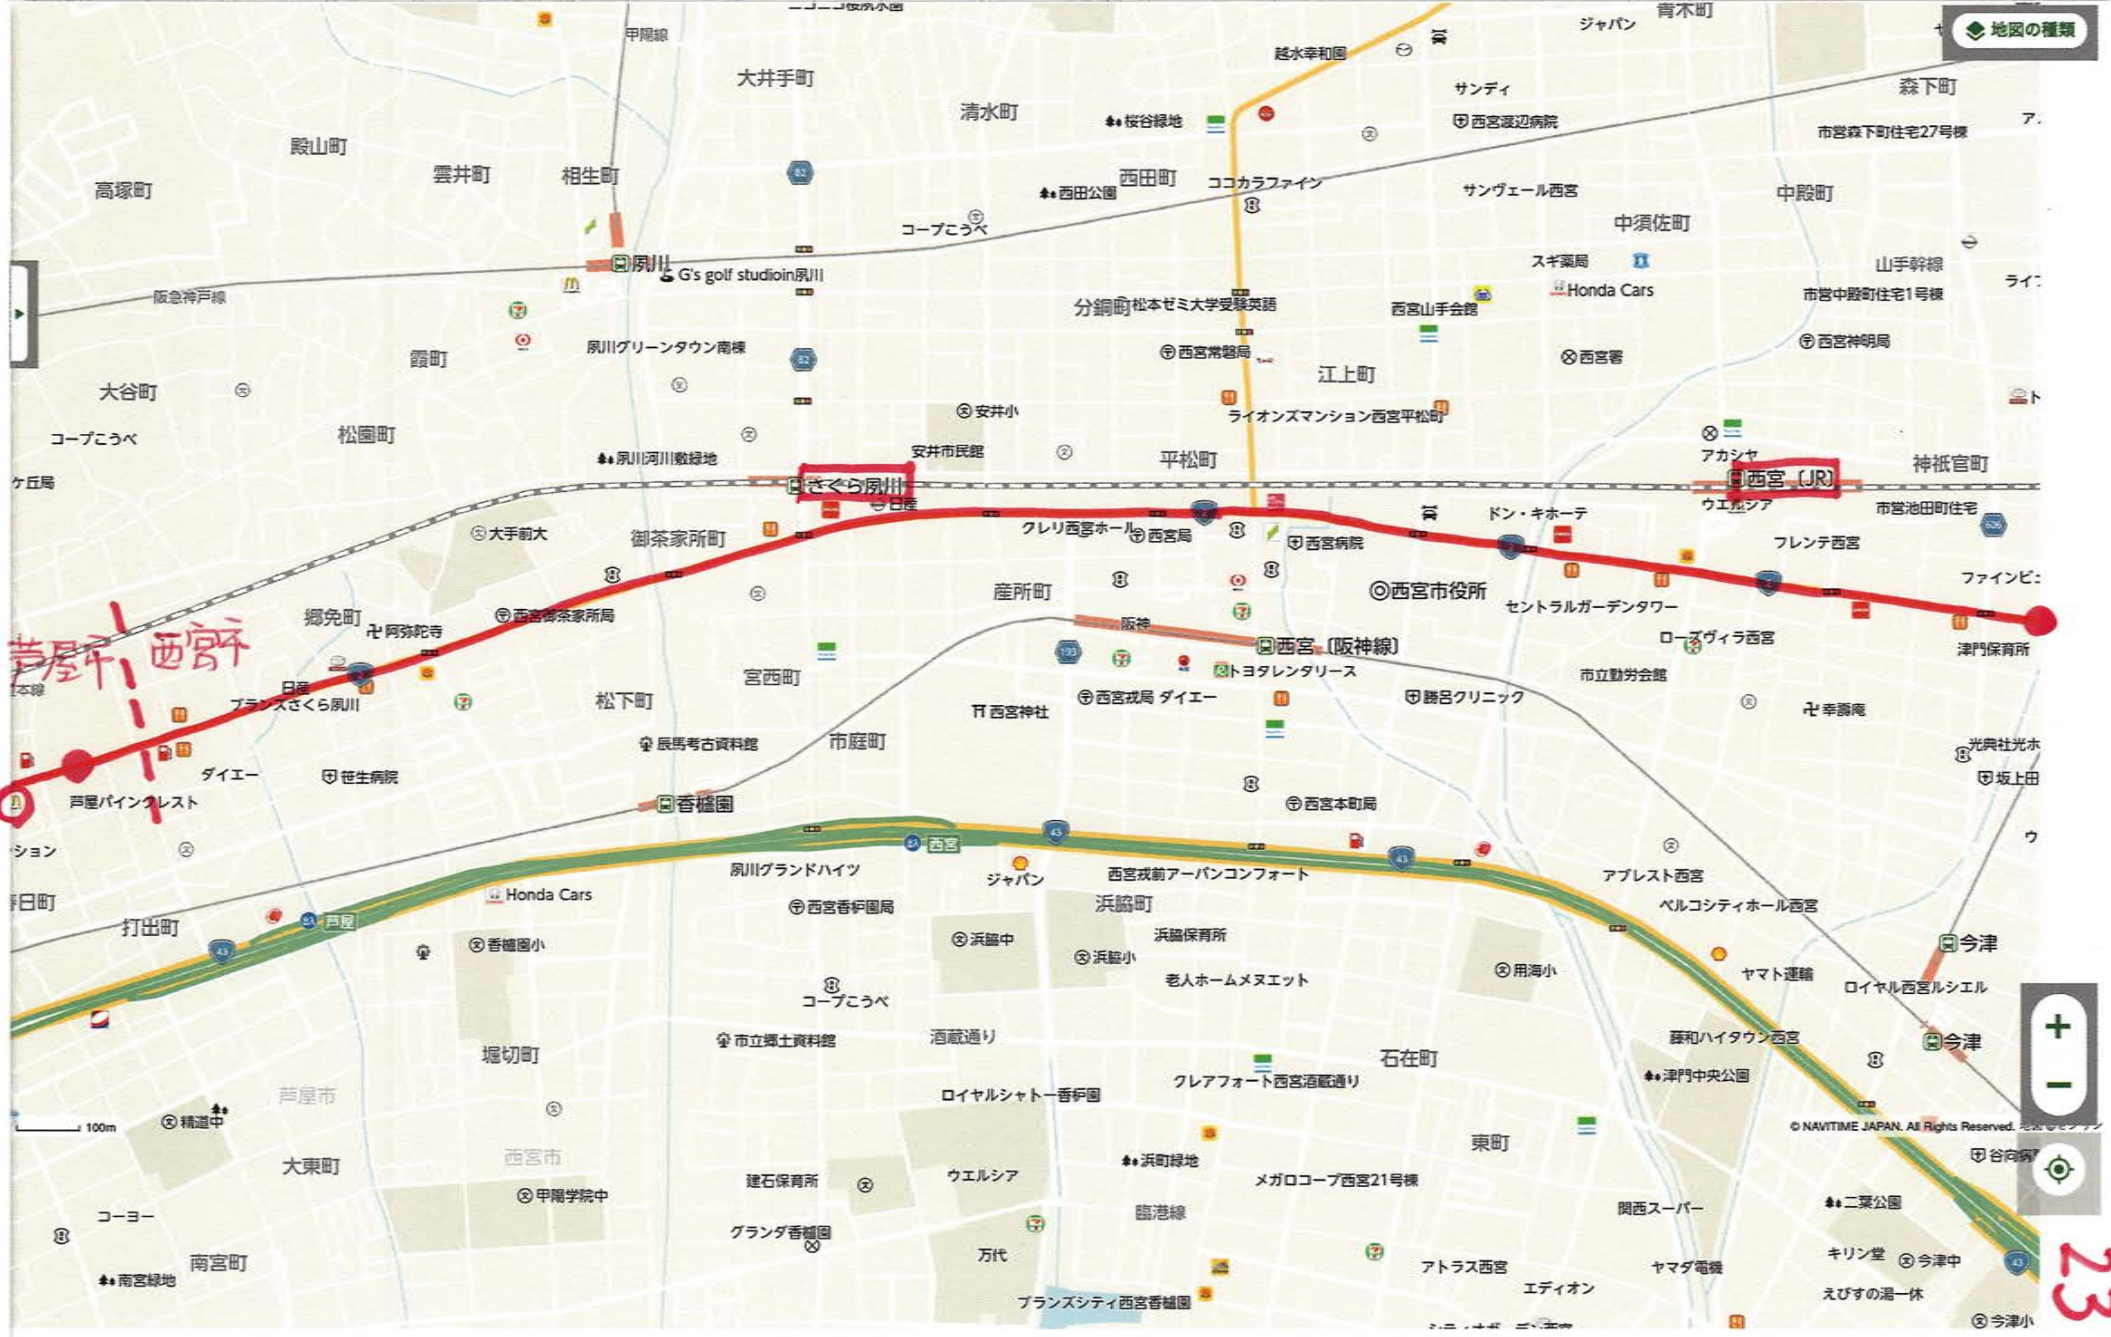 青木町
ジャパン
地図の種類
甲陽線
越水幸和園
大井手町
サンディ
森下町
清水町
桜谷緑地
西宮渡辺病院
市営森下町住宅27号棟
殿山町
雲井町
相生町
82
西田町
ココカラファイン
高塚町
西田公園
サンヴェール西宮
中殿町
コープこうべ
中須佐町
夙川
G's golf studioin夙川
スギ薬局
山手幹線
阪急神戸線
Honda Cars
市営中殿町住宅1号棟
分銅町
松本ゼミ大学受験英語
西宮山手会館
夙川グリーンタウン南棟
西宮常磐局
西宮神明局
霞町
82
西宮署
大谷町
江上町
安井小
ライオンズマンション西宮平松町
コープこうべ
松園町
夙川河川敷緑地
安井市民館
平松町
アカシヤ
神祇官町
ケ丘局
さくら夙川
西宮〔JR〕
日産
ウエルシア
市営池田町住宅
大手前大
御茶家所町
クレリ西宮ホール
西宮局
ドン・キホーテ
606
西宮病院
フレンテ西宮
産所町
西宮市役所
セントラルガーデンタワー
郷免町
阿弥陀寺
西宮御茶家所局
阪神
ローズヴィラ西宮
芦屋市
西宮市
西宮〔阪神線〕
津門保育所
193
トヨタレンタリース
市立勤労会館
日産
宮西町
ブランズさくら夙川
松下町
西宮神社
西宮戎局
ダイエー
勝呂クリニック
幸壽庵
辰馬考古資料館
市庭町
ダイエー
笹生病院
坂上田
芦屋パインクレスト
香櫨園
西宮本町局
西宮
43
43
夙川グランドハイツ
ジャパン
西宮戎前アーバンコンフォート
アブレスト西宮
Honda Cars
西宮香枦園局
浜脇町
ベルコシティホール西宮
打出町
芦屋
43
香櫨園小
浜脇中
浜脇保育所
今津
浜脇小
用海小
ヤマト運輸
老人ホームメヌエット
ロイヤル西宮ルシエル
コープこうべ
市立郷土資料館
酒蔵通り
藤和ハイタウン西宮
今津
堀切町
石在町
芦屋市
クレアフォート西宮酒蔵通り
津門中央公園
ロイヤルシャトー香枦園
100m
精道中
© NAVITIME JAPAN. All Rights Reserved.
西宮市
大東町
東町
浜町緑地
甲陽学院中
建石保育所
ウエルシア
メガロコープ西宮21号棟
コーヨー
臨港線
関西スーパー
二葉公園
グランダ香櫨園
南宮町
万代
アトラス西宮
ヤマダ電機
キリン堂
今津中
43
南宮緑地
エディオン
えびすの湯一休
ブランズシティ西宮香櫨園
今津小
23